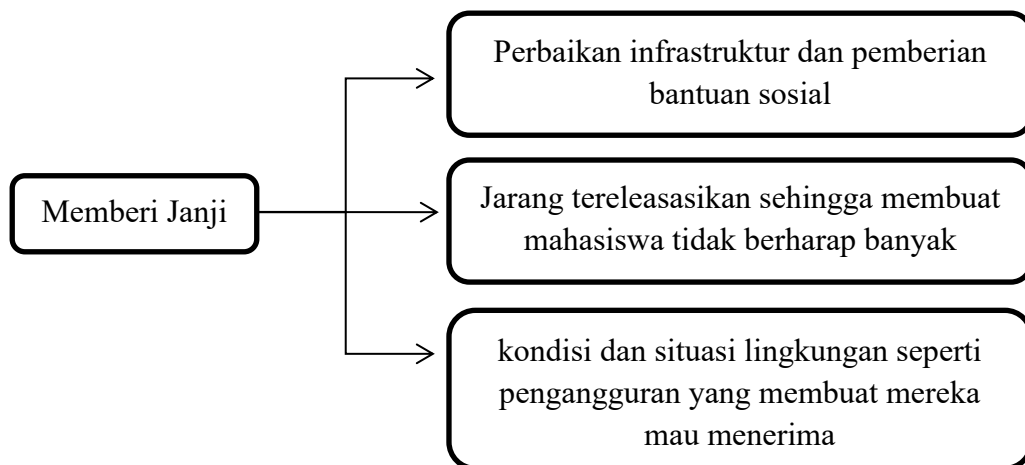 Perbaikan infrastruktur dan pemberian
bantuan sosial
Memberi Janji
Jarang tereleasasikan sehingga membuat
mahasiswa tidak berharap banyak
kondisi dan situasi lingkungan seperti
pengangguran yang membuat mereka
mau menerima